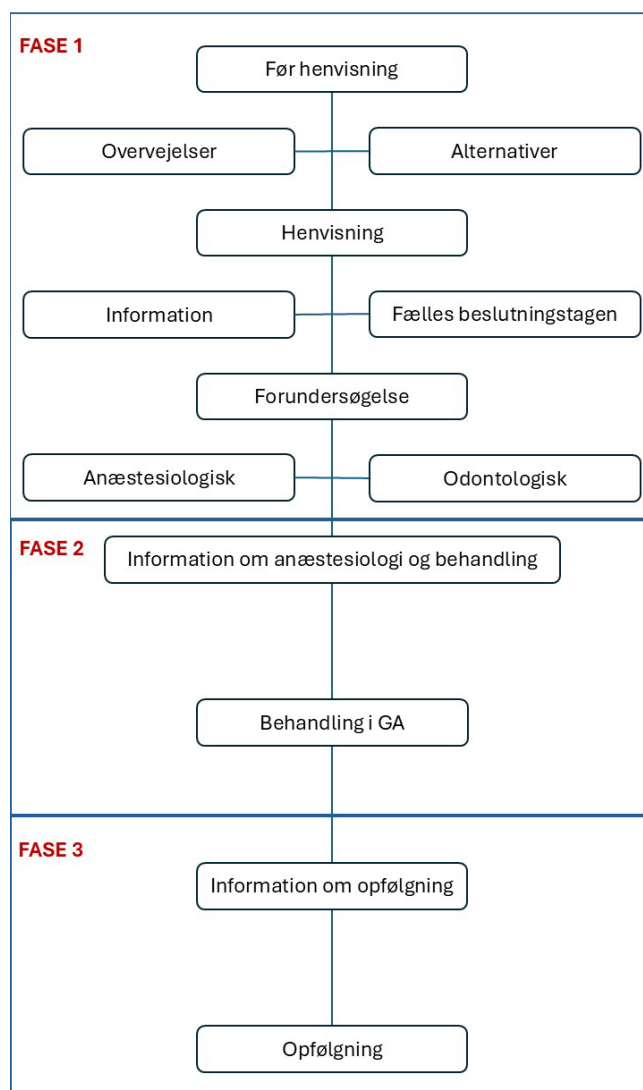 FASE 1
Før henvisning
Overvejelser
Alternativer
Henvisning
Information
Fælles beslutningstagen
Forundersøgelse
Anæstesiologisk
Odontologisk
FASE 2
Information om anæstesiologi og behandling
Behandling i GA
FASE 3
Information om opfølgning
Opfølgning